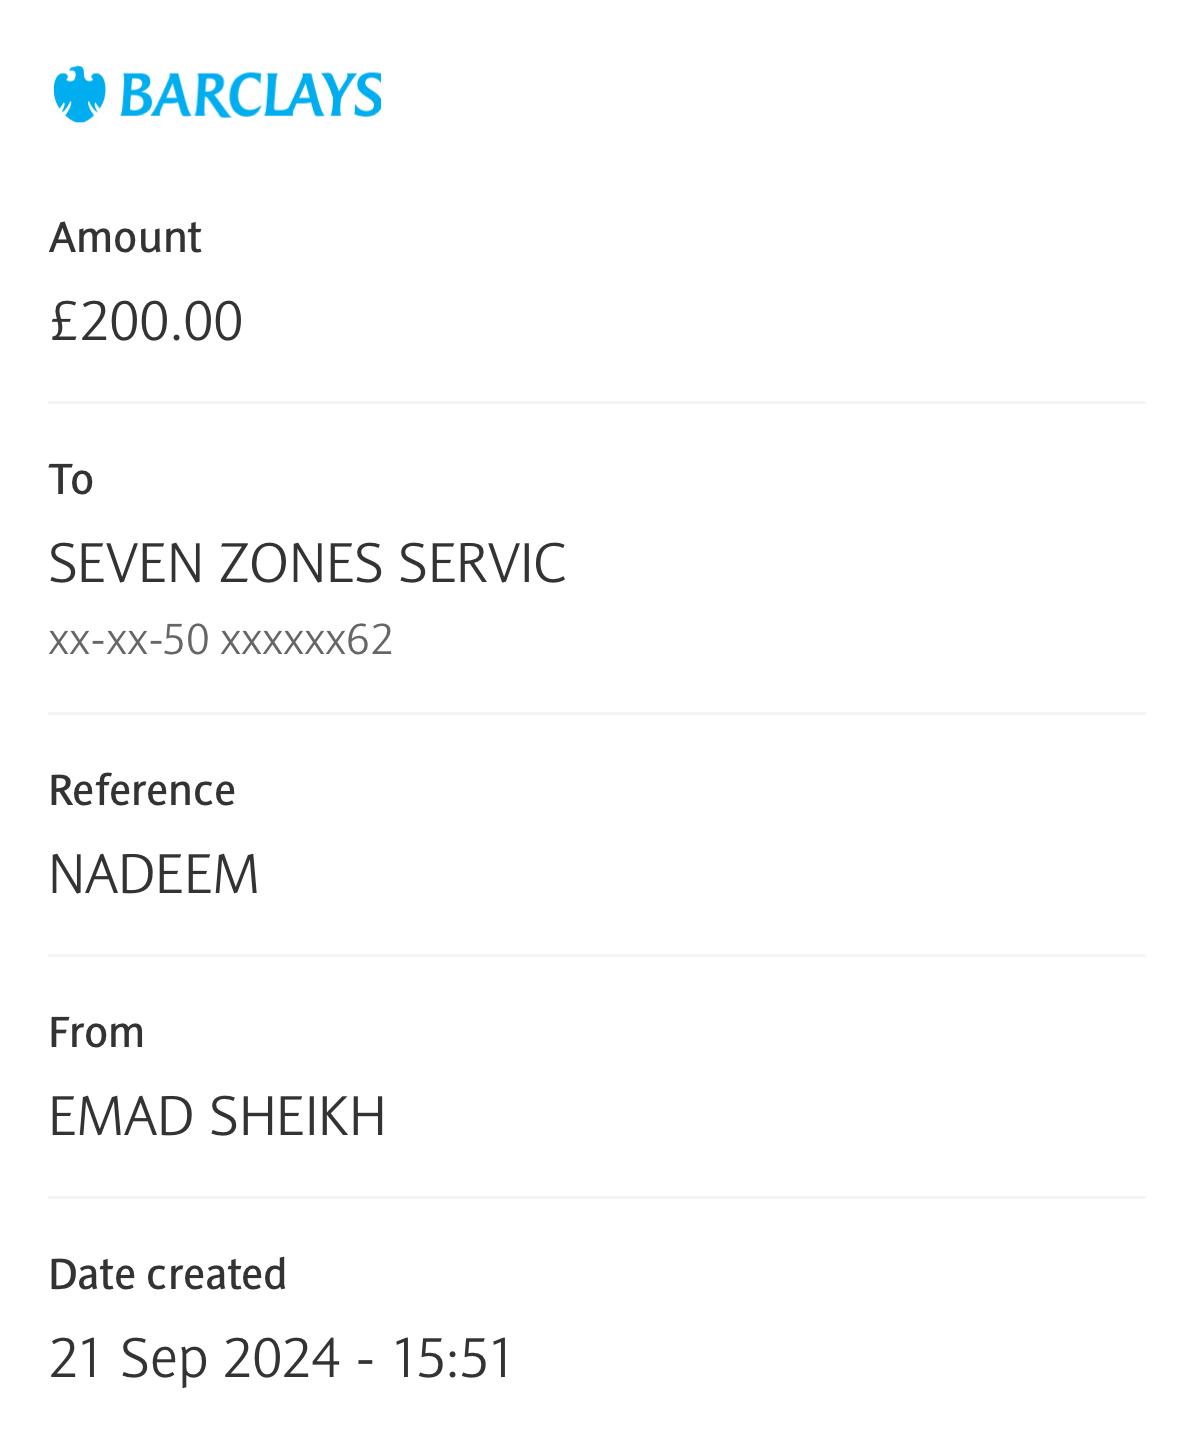 BARCLAYS
Amount
£200.00
To
SEVEN ZONES SERVIC
xx-xx-50 xxxxxx62
Reference
NADEEM
From
EMAD SHEIKH
Date created
21 Sep 2024 - 15:51